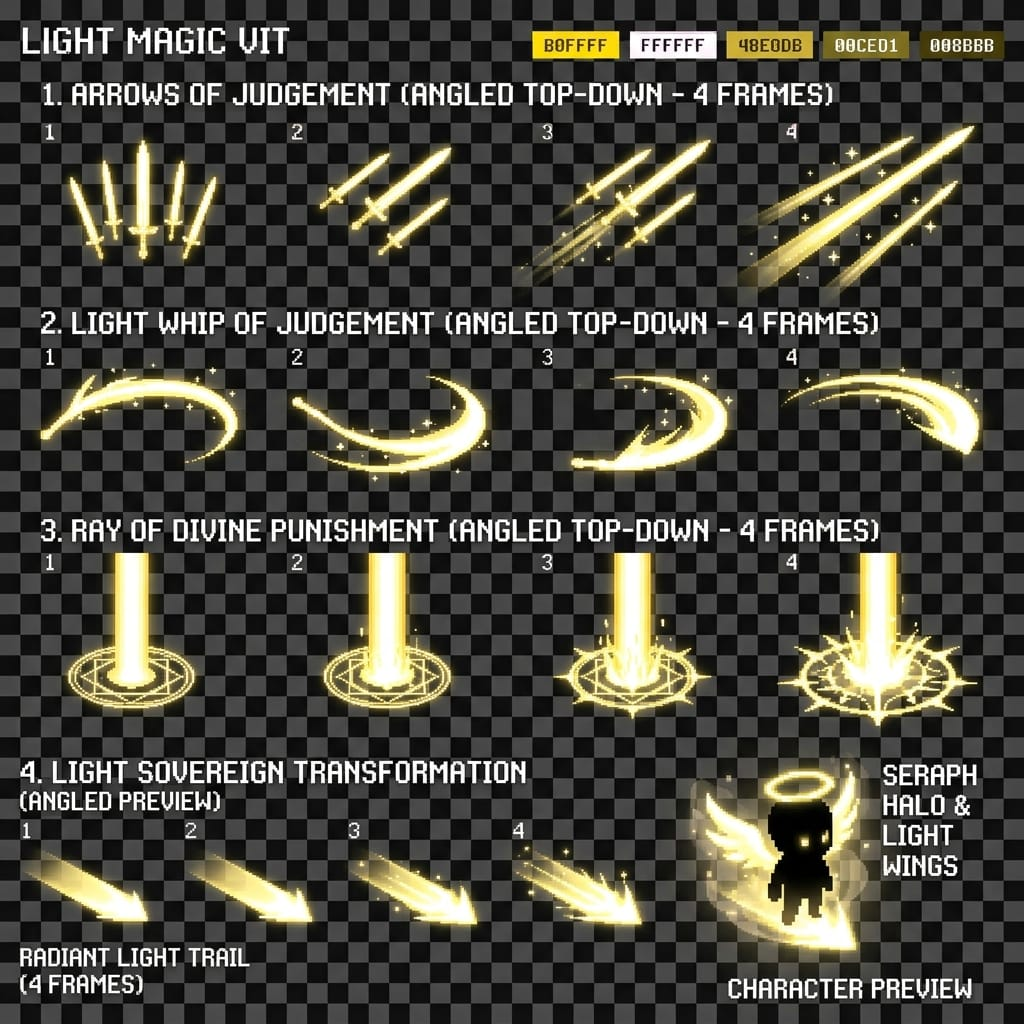 LIGHT MAGIC VIT
B0FFFF FFFFFF 48E0DB 00CED1 008BBB
1. ARROWS OF JUDGEMENT (ANGLED TOP-DOWN - 4 FRAMES)
1 2 3 4
2. LIGHT WHIP OF JUDGEMENT (ANGLED TOP-DOWN - 4 FRAMES)
1 2 3 4
3. RAY OF DIVINE PUNISHMENT (ANGLED TOP-DOWN - 4 FRAMES)
1 2 3 4
4. LIGHT SOVEREIGN TRANSFORMATION
(ANGLED PREVIEW)
1 2 3 4
RADIANT LIGHT TRAIL
(4 FRAMES)
SERAPH
HALO &
LIGHT
WINGS
CHARACTER PREVIEW